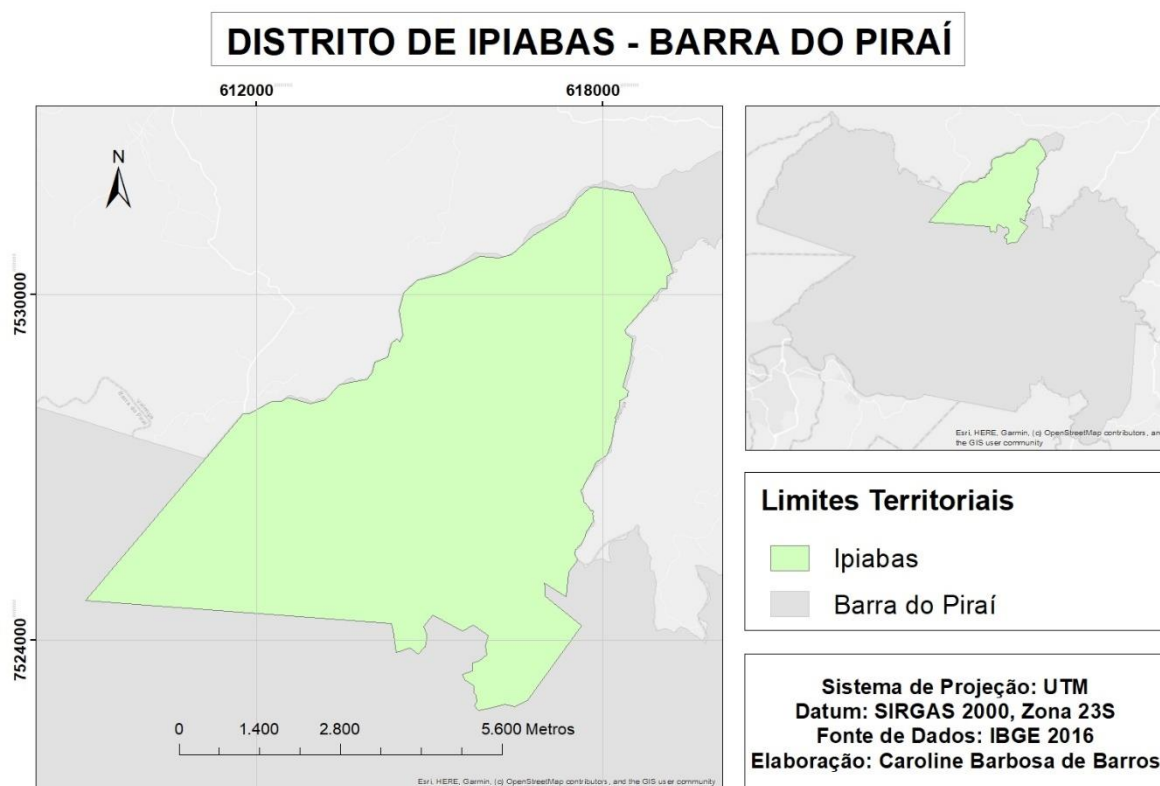 DISTRITO DE IPIABAS - BARRA DO PIRAÍ
612000
618000
N
7530000
7524000
0
1.400
2.800
5.600 Metros
Esri, HERE, Garmin, (c) OpenStreetMap contributors, and the GIS user community
Esri, HERE, Garmin, (c) OpenStreetMap contributors, and
the GIS user community
Limites Territoriais
Ipiabas
Barra do Piraí
Sistema de Projeção: UTM
Datum: SIRGAS 2000, Zona 23S
Fonte de Dados: IBGE 2016
Elaboração: Caroline Barbosa de Barros